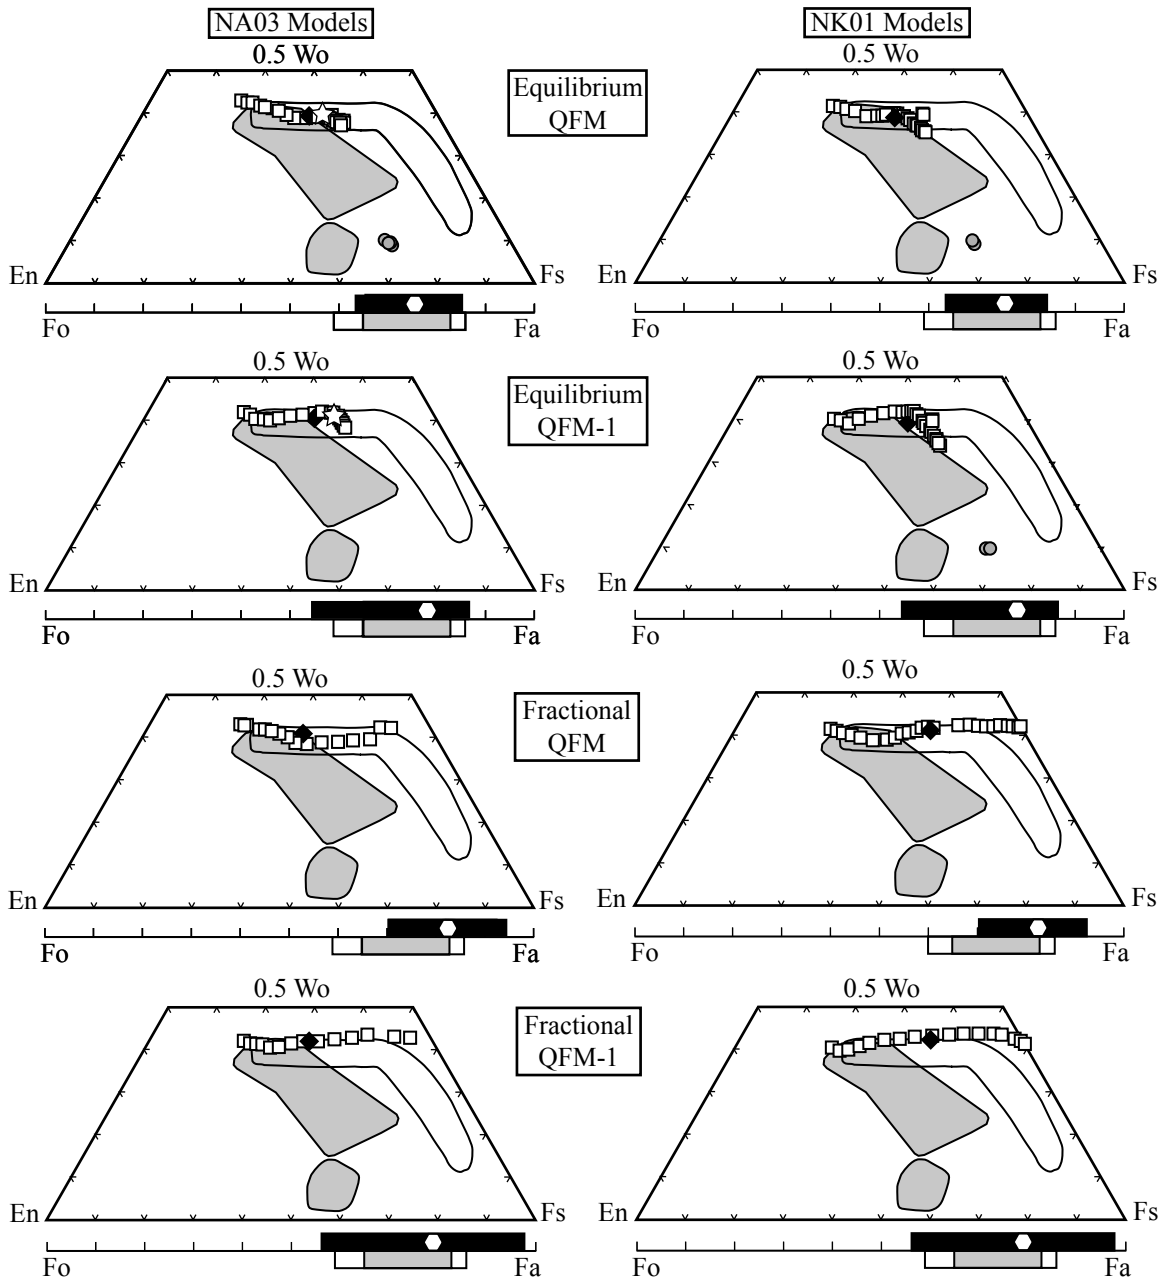 NA03 Models
NK01 Models
0.5 Wo
0.5 Wo
Equilibrium
QFM
En
Fs
En
Fs
Fo
Fa
Fo
Fa
0.5 Wo
0.5 Wo
Equilibrium
QFM-1
En
Fs
En
Fs
Fo
Fa
Fo
Fa
0.5 Wo
0.5 Wo
Fractional
QFM
En
Fs
En
Fs
Fo
Fa
Fo
Fa
0.5 Wo
0.5 Wo
Fractional
QFM-1
En
Fs
En
Fs
Fo
Fa
Fo
Fa